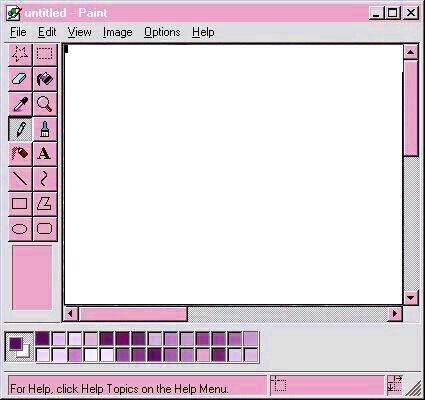 untitled - Paint
File Edit View Image Options Help
A
For Help, click Help Topics on the Help Menu.